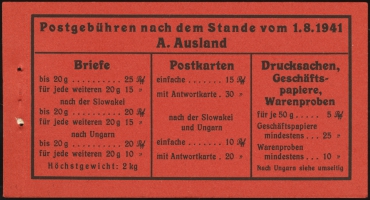 Postgebühren nach dem Stande vom 1.8.1941
A. Ausland
Briefe
bis 20 g .......... 25 ₰
für jede weiteren 20 g 15 "
nach der Slowakei
bis 20 g .......... 20 ₰
für jede weiteren 20 g 15 "
nach Ungarn
bis 20 g .......... 20 ₰
für jede weiteren 20 g 10 "
Höchstgewicht: 2 kg
Postkarten
einfache ....... 15 ₰
mit Antwortkarte . 30 "
nach der Slowakei
und Ungarn
einfache ....... 10 ₰
mit Antwortkarte . 20 "
Drucksachen,
Geschäfts-
papiere,
Warenproben
für je 50 g ..... 5 ₰
Geschäftspapiere
mindestens ... 25 "
Warenproben
mindestens ... 10 "
Nach Ungarn siehe umseitig